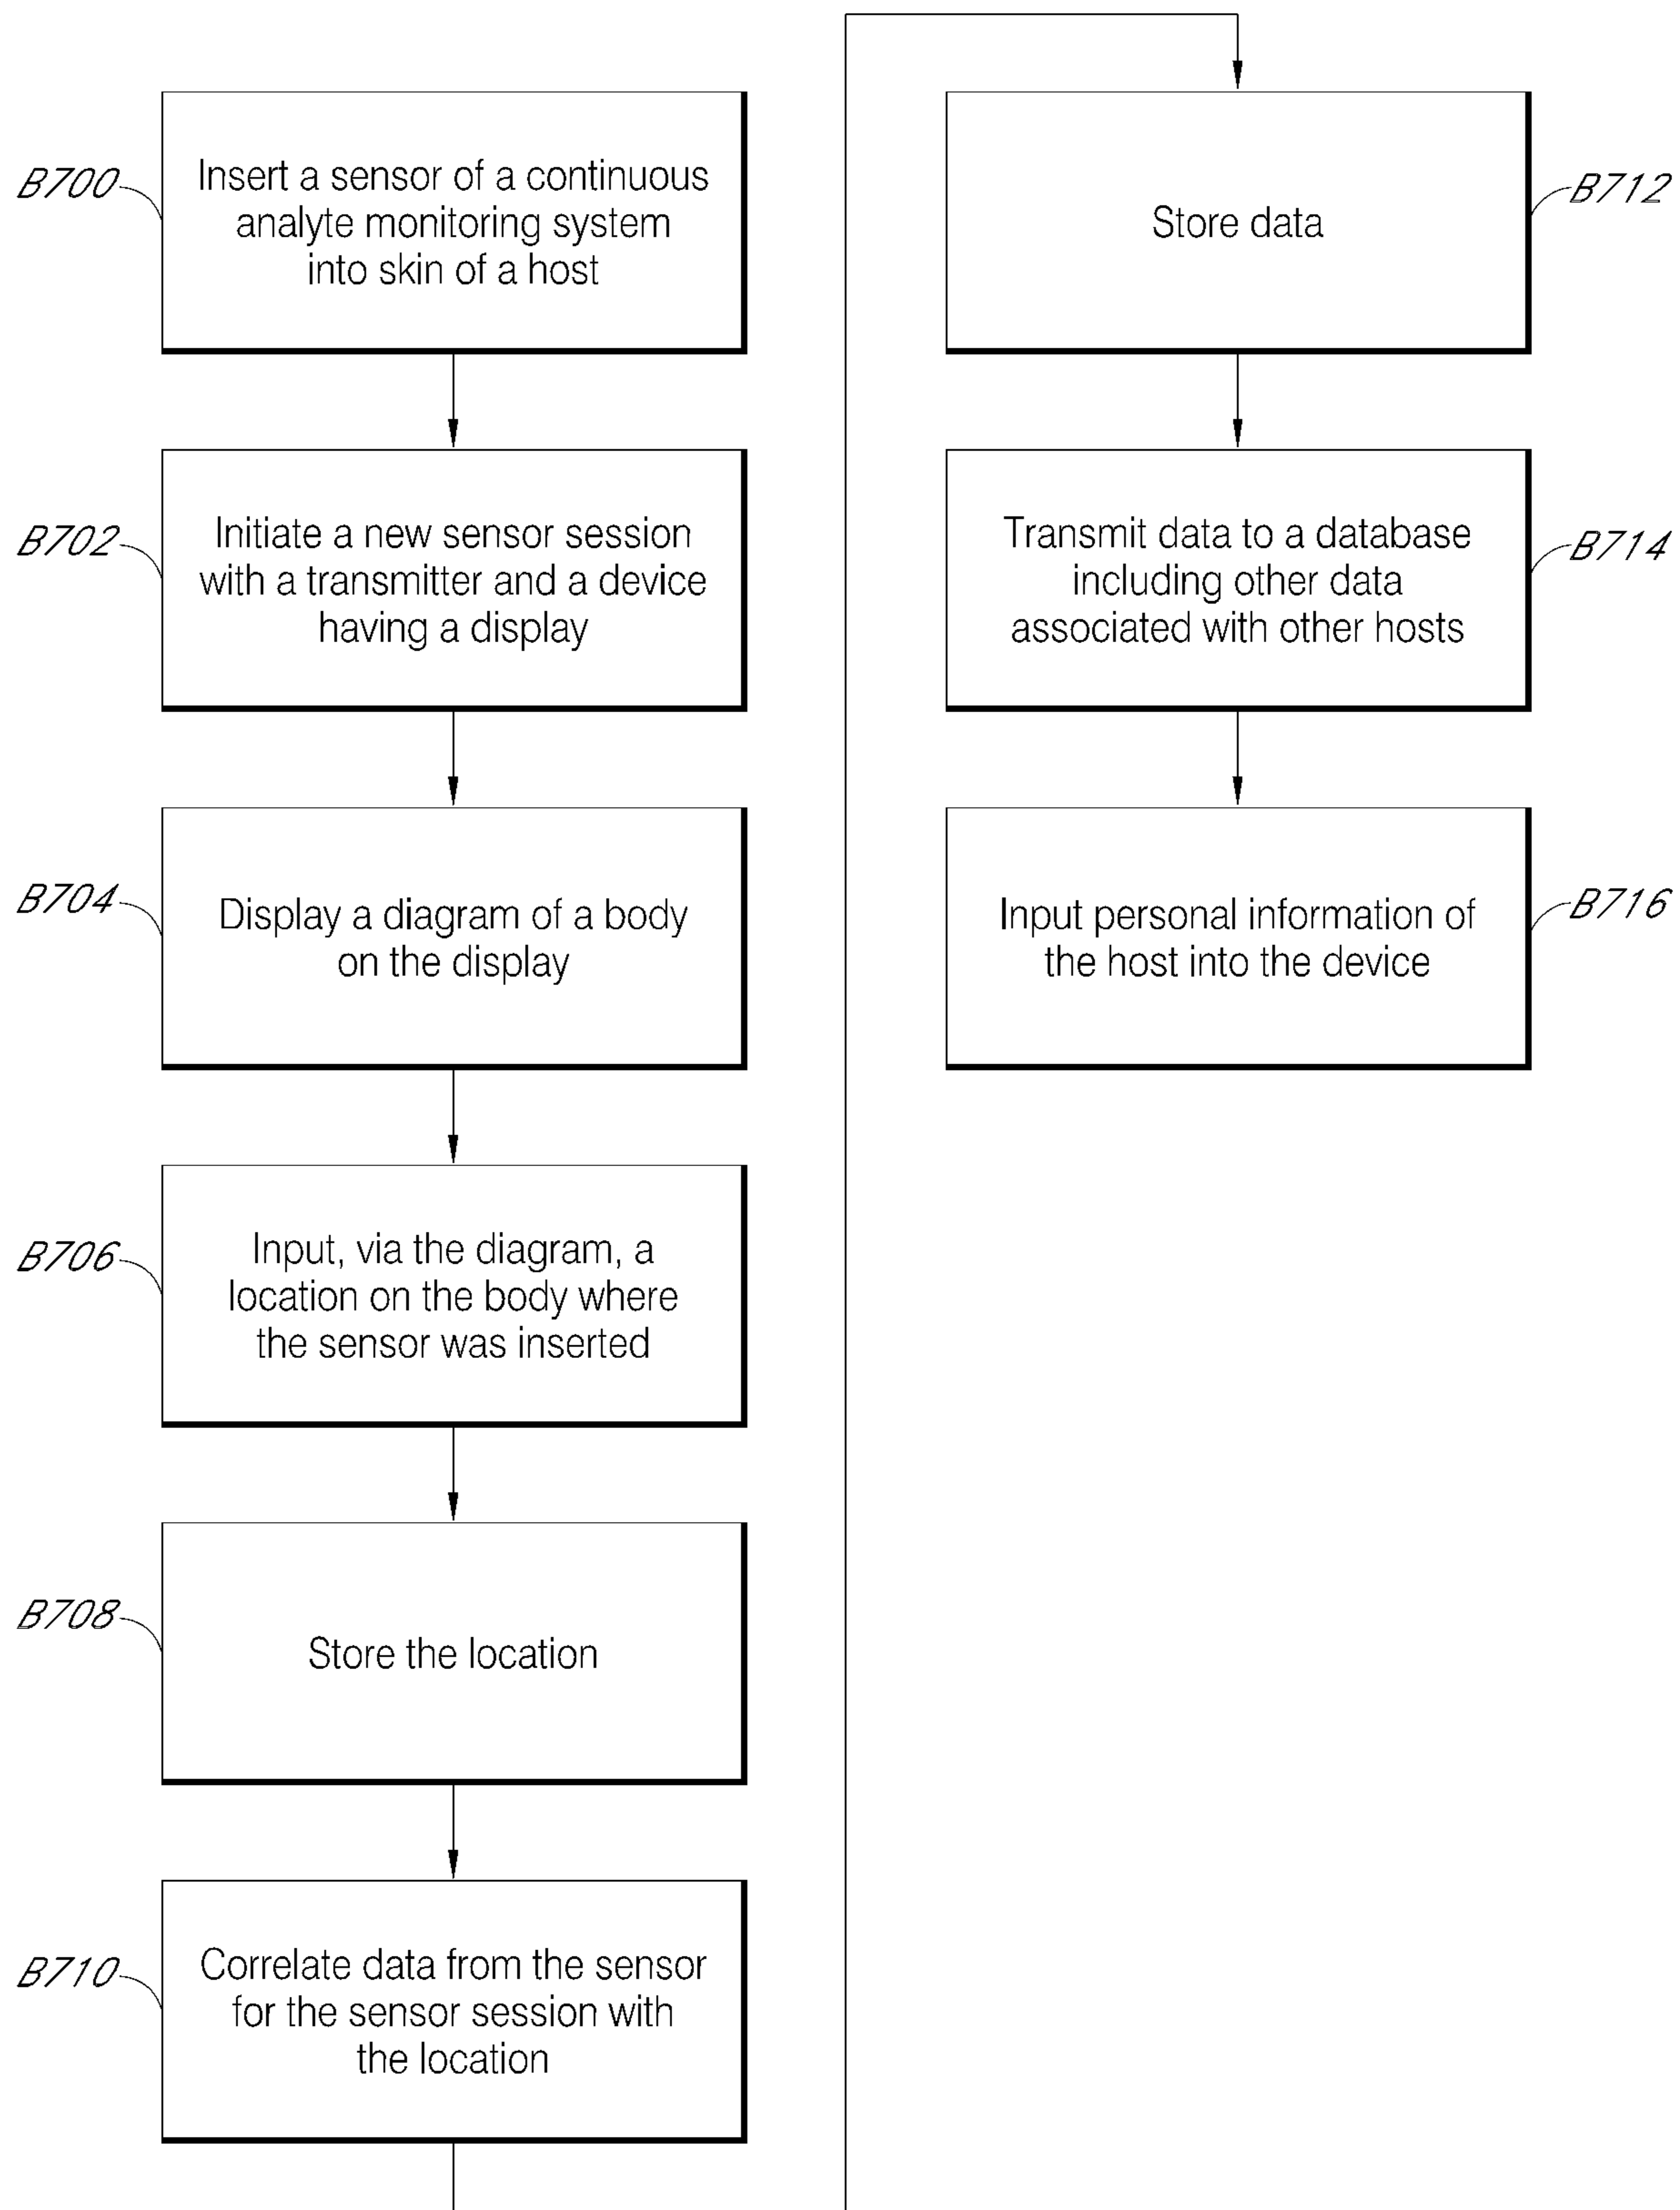 B700
Insert a sensor of a continuous
analyte monitoring system
into skin of a host
B702
Initiate a new sensor session
with a transmitter and a device
having a display
B704
Display a diagram of a body
on the display
B706
Input, via the diagram, a
location on the body where
the sensor was inserted
B708
Store the location
B710
Correlate data from the sensor
for the sensor session with
the location
B712
Store data
B714
Transmit data to a database
including other data
associated with other hosts
B716
Input personal information of
the host into the device